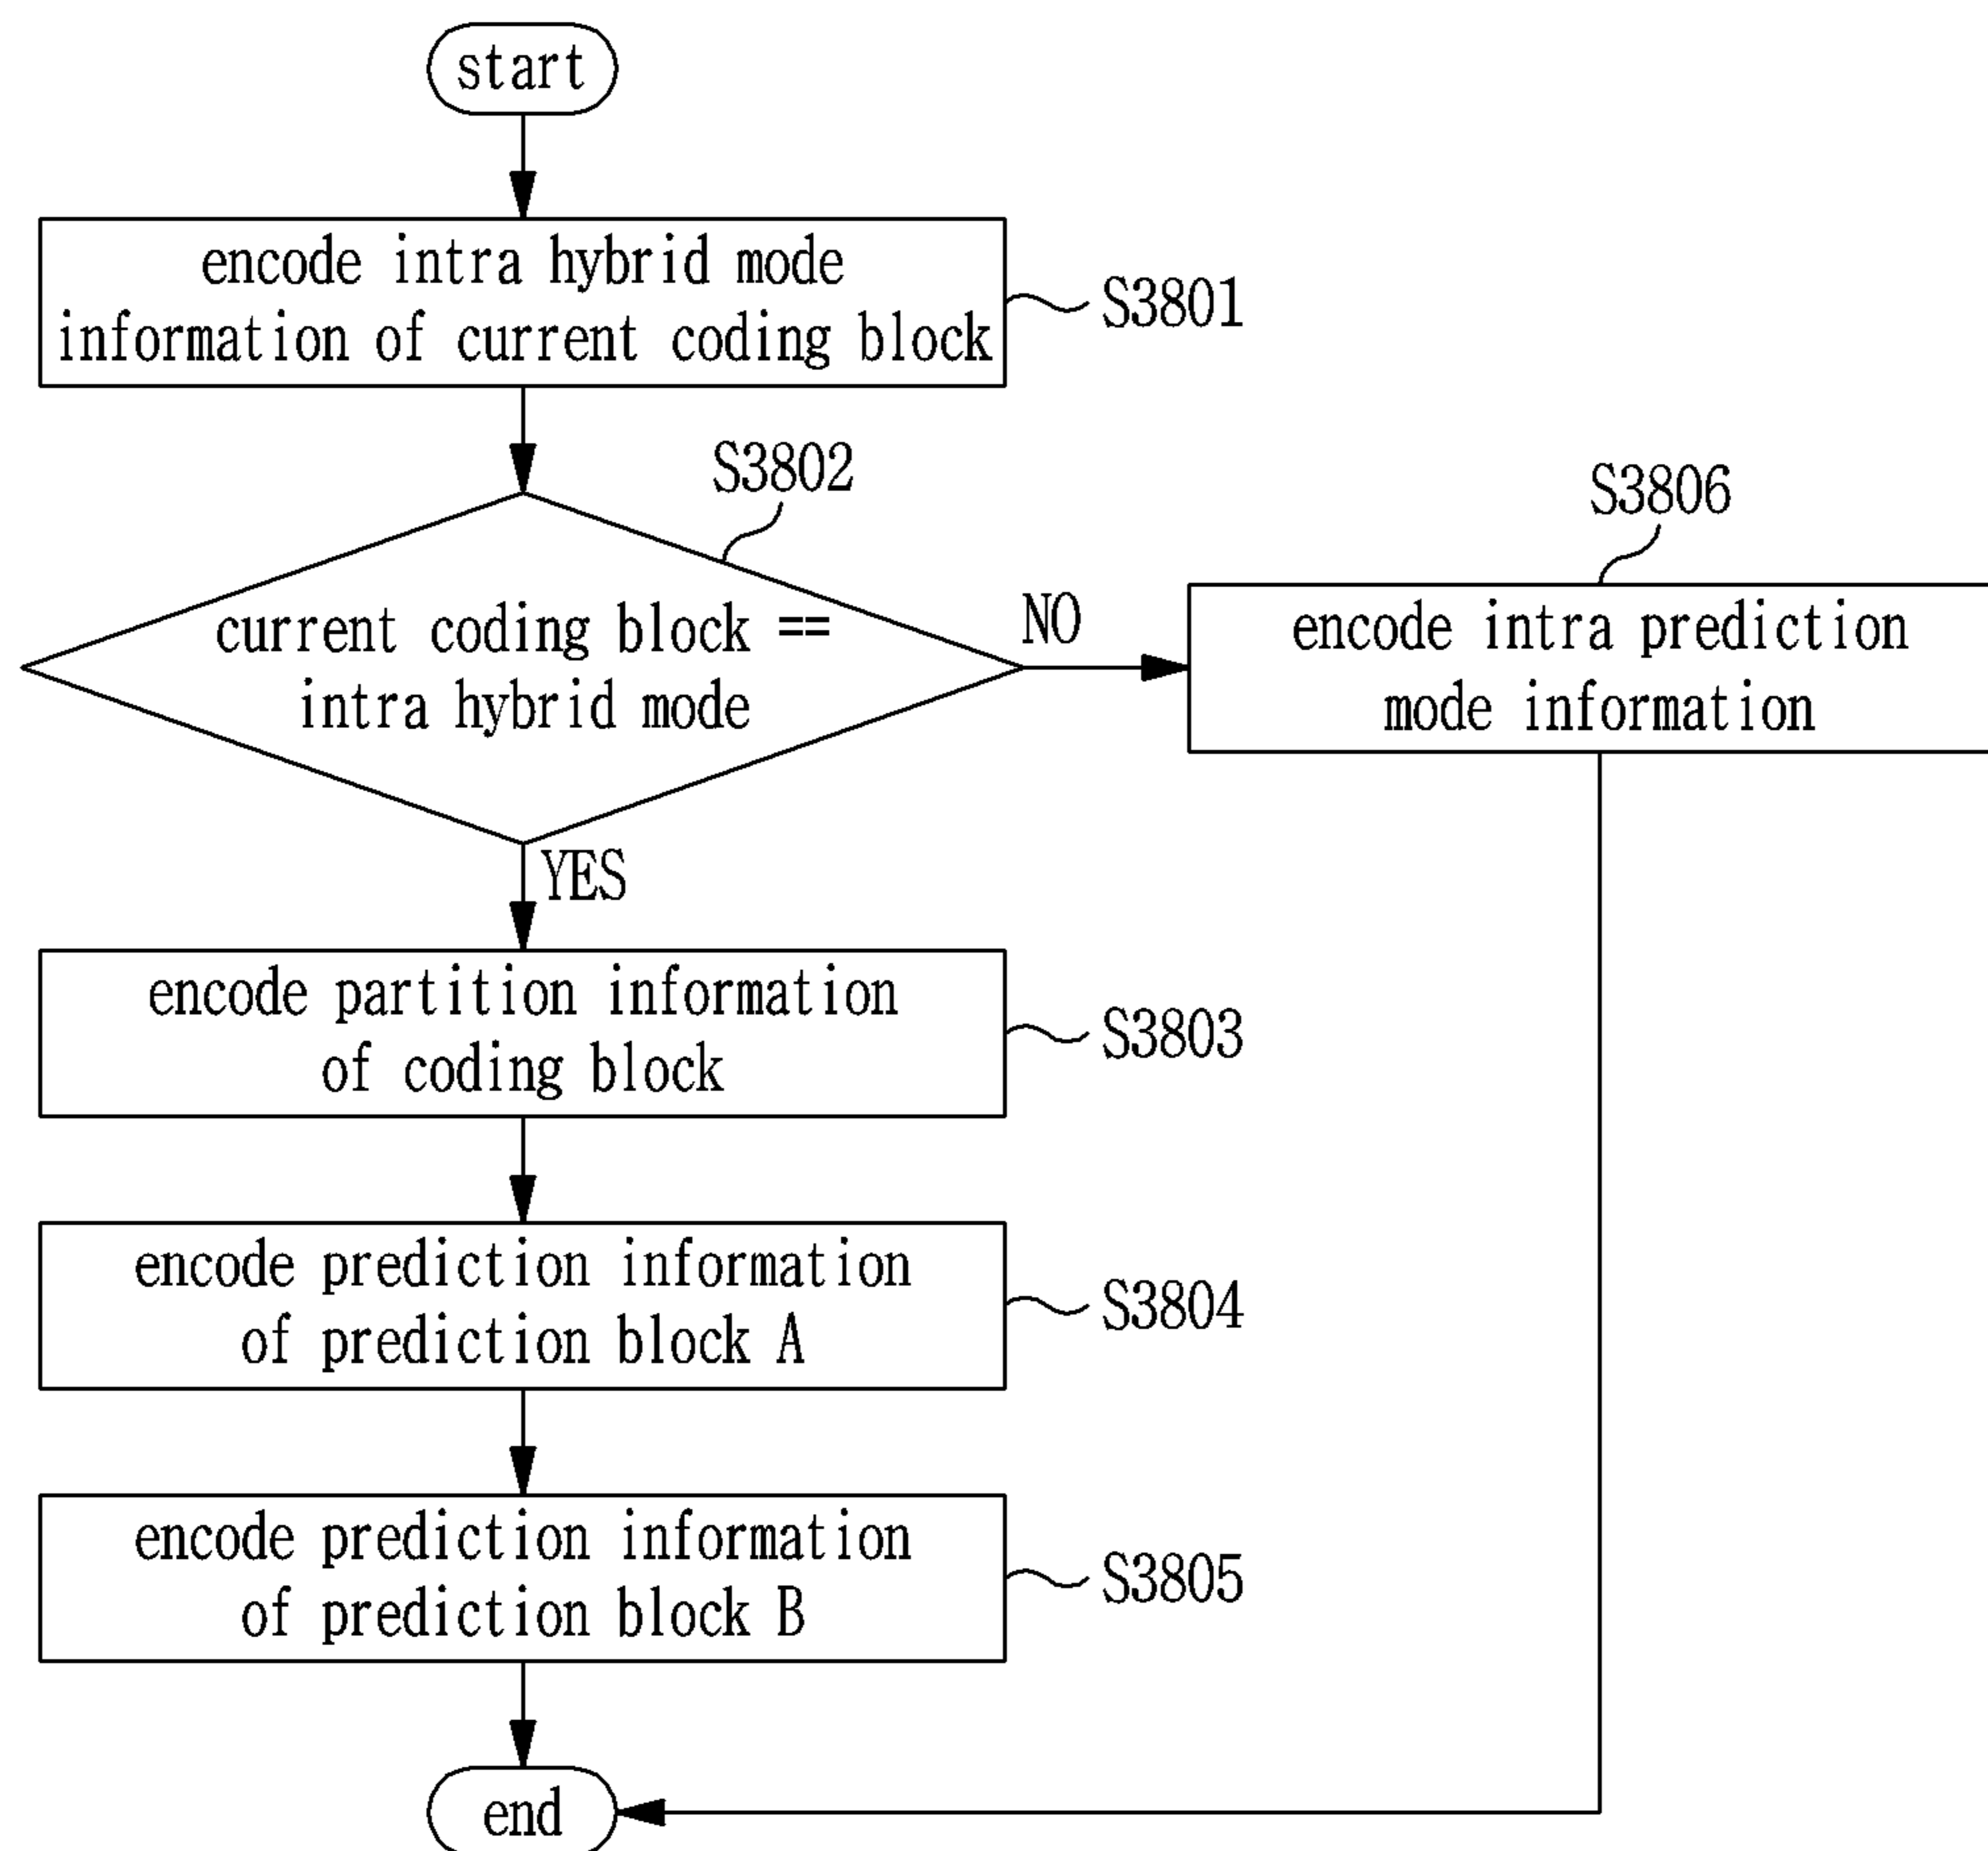 start
encode intra hybrid mode
information of current coding block
S3801
S3802
current coding block ==
intra hybrid mode
NO
S3806
encode intra prediction
mode information
YES
encode partition information
of coding block
S3803
encode prediction information
of prediction block A
S3804
encode prediction information
of prediction block B
S3805
end